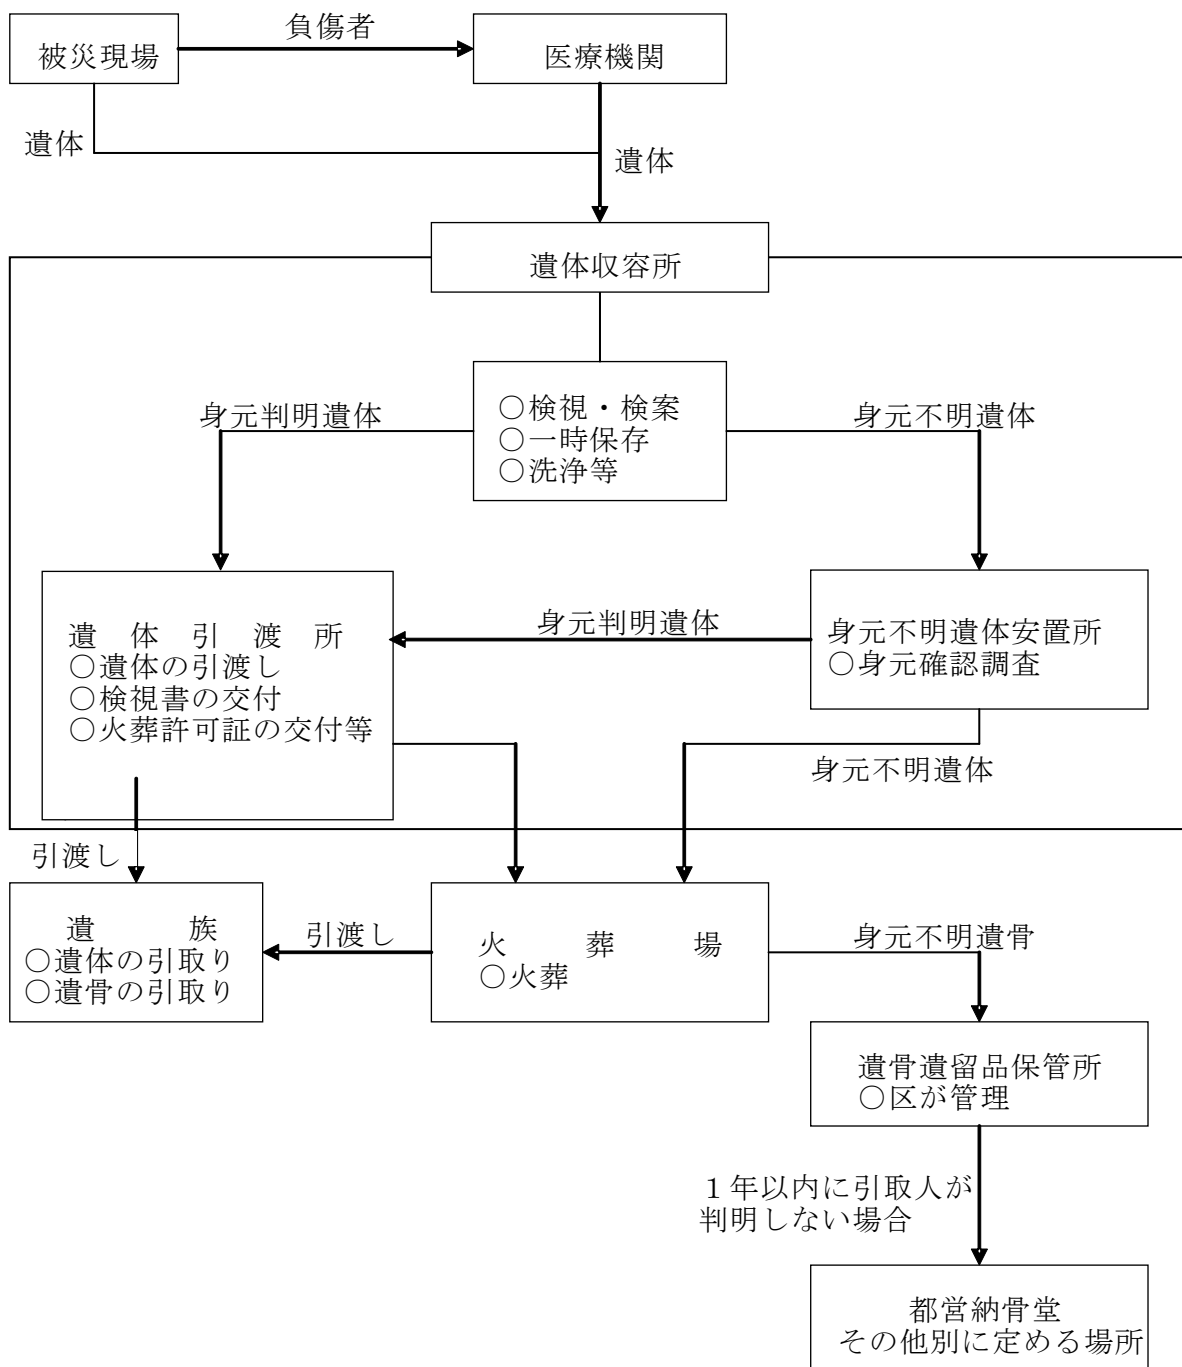 負傷者
被災現場
医療機関
遺体
遺体
遺体収容所
○検視・検案
○一時保存
○洗浄等
身元判明遺体
身元不明遺体
遺体引渡所
○遺体の引渡し
○検視書の交付
○火葬許可証の交付等
身元判明遺体
身元不明遺体安置所
○身元確認調査
身元不明遺体
引渡し
遺族
○遺体の引取り
○遺骨の引取り
引渡し
火葬場
○火葬
身元不明遺骨
遺骨遺留品保管所
○区が管理
１年以内に引取人が
判明しない場合
都営納骨堂
その他別に定める場所